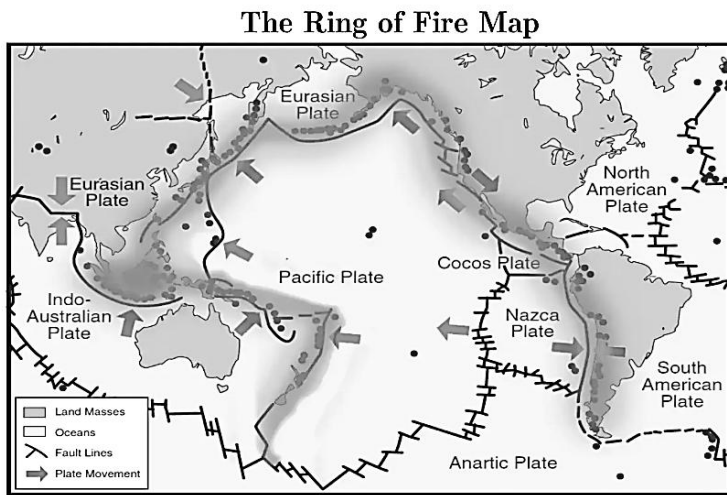 The Ring of Fire Map
Eurasian
Plate
Eurasian
Plate
North
American
Plate
Pacific Plate
Cocos Plate
Indo-
Australian
Plate
Nazca
Plate
South
American
Plate
Anartic Plate
Land Masses
Oceans
Fault Lines
Plate Movement